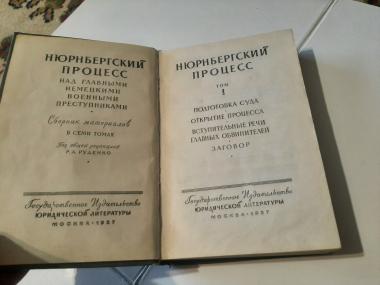 НЮРНБЕРГСКИЙ
ПРОЦЕСС
НАД ГЛАВНЫМИ
НЕМЕЦКИМИ
ВОЕННЫМИ
ПРЕСТУПНИКАМИ
Сборник материалов
В СЕМИ ТОМАХ
Под общей редакцией
Р. А. РУДЕНКО
Государственное Издательство
ЮРИДИЧЕСКОЙ ЛИТЕРАТУРЫ
МОСКВА - 1957
НЮРНБЕРГСКИЙ
ПРОЦЕСС
ТОМ
1
ПОДГОТОВКА СУДА
ОТКРЫТИЕ ПРОЦЕССА
ВСТУПИТЕЛЬНЫЕ РЕЧИ
ГЛАВНЫХ ОБВИНИТЕЛЕЙ
ЗАГОВОР
Государственное Издательство
ЮРИДИЧЕСКОЙ ЛИТЕРАТУРЫ
МОСКВА - 1957